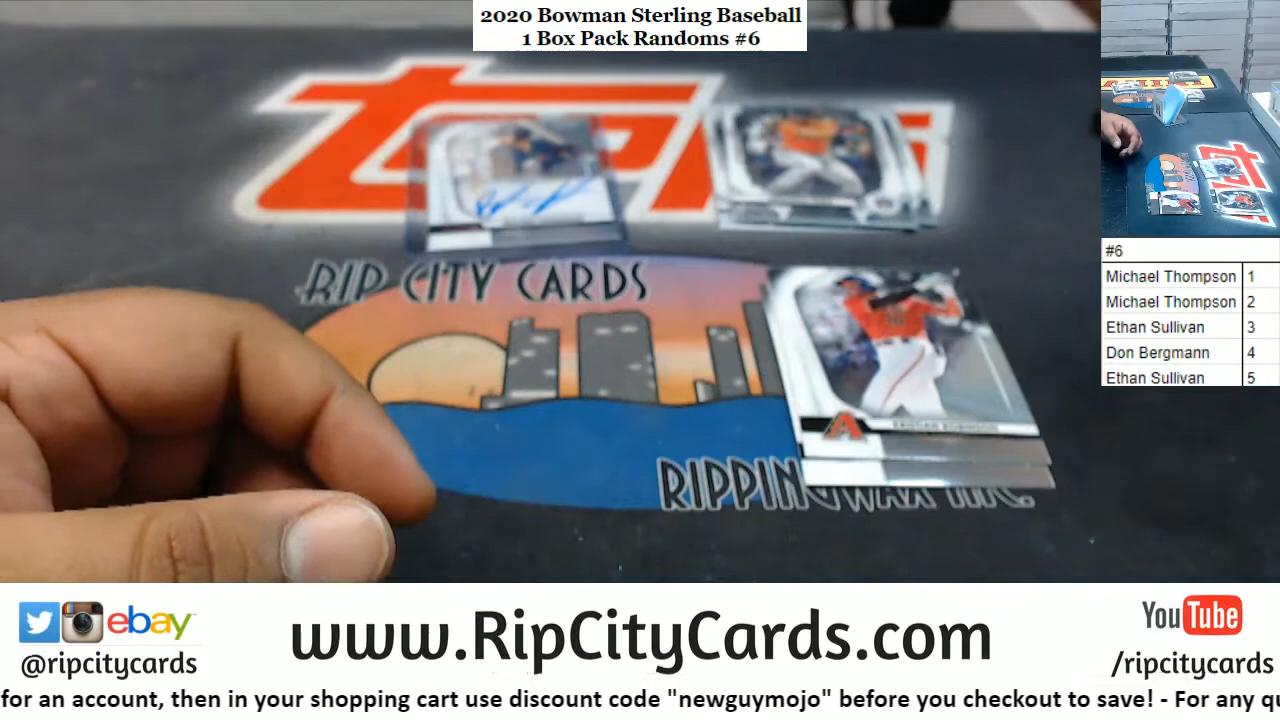 2020 Bowman Sterling Baseball
1 Box Pack Randoms #6
topps
RIP CITY CARDS
RIPPINGWAX INC.
A
#6
Michael Thompson 1
Michael Thompson 2
Ethan Sullivan 3
Don Bergmann 4
Ethan Sullivan 5
ebay
@ripcitycards
www.RipCityCards.com
YouTube
/ripcitycards
for an account, then in your shopping cart use discount code "newguymojo" before you checkout to save! - For any qu